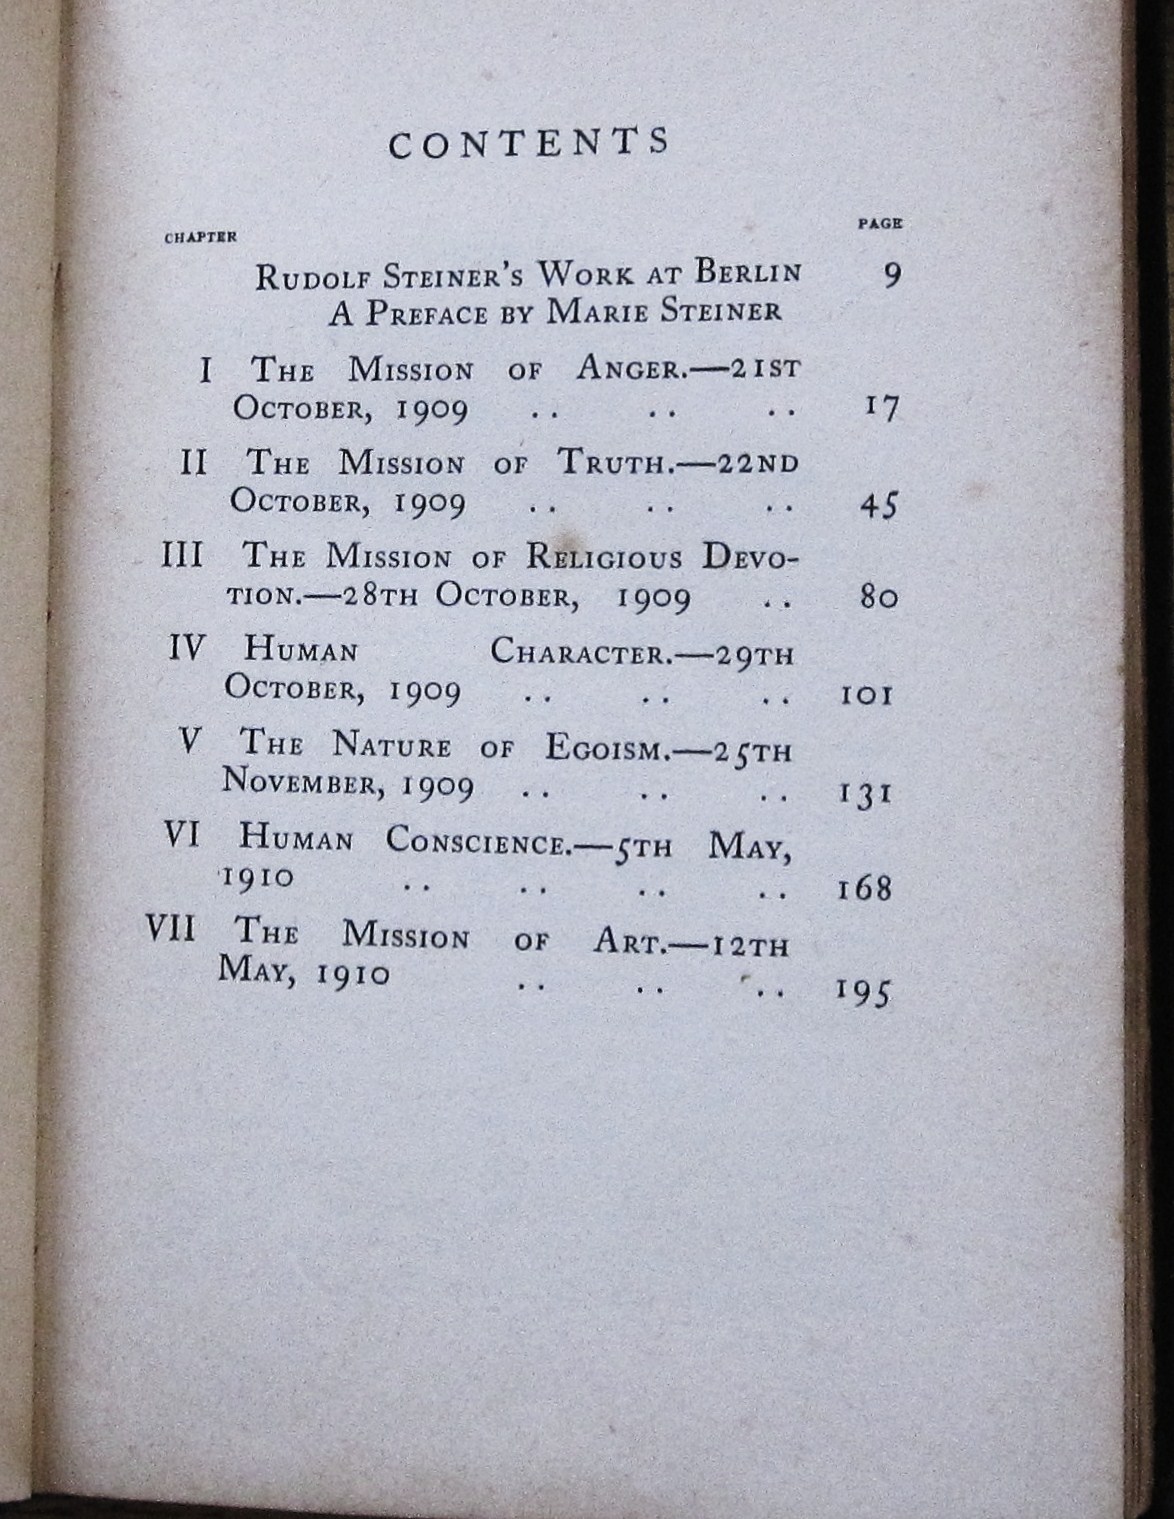 CONTENTS
CHAPTER PAGE
RUDOLF STEINER'S WORK AT BERLIN 9
A PREFACE BY MARIE STEINER
I THE MISSION OF ANGER.—21ST
OCTOBER, 1909 .. .. .. 17
II THE MISSION OF TRUTH.—22ND
OCTOBER, 1909 .. .. .. 45
III THE MISSION OF RELIGIOUS DEVO-
TION.—28TH OCTOBER, 1909 .. 80
IV HUMAN CHARACTER.—29TH
OCTOBER, 1909 .. .. .. 101
V THE NATURE OF EGOISM.—25TH
NOVEMBER, 1909 .. .. .. 131
VI HUMAN CONSCIENCE.—5TH MAY,
1910 .. .. .. .. 168
VII THE MISSION OF ART.—12TH
MAY, 1910 .. .. .. 195